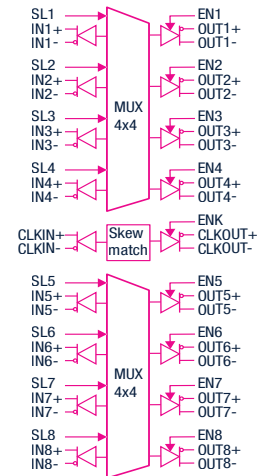 SL1 EN1
IN1+ OUT1+
IN1- OUT1-
SL2 EN2
IN2+ OUT2+
IN2- OUT2-
MUX
4x4
SL3 EN3
IN3+ OUT3+
IN3- OUT3-
SL4 EN4
IN4+ OUT4+
IN4- OUT4-
ENK
CLKIN+ Skew CLKOUT+
CLKIN- match CLKOUT-
SL5 EN5
IN5+ OUT5+
IN5- OUT5-
SL6 EN6
IN6+ OUT6+
IN6- OUT6-
MUX
4x4
SL7 EN7
IN7+ OUT7+
IN7- OUT7-
SL8 EN8
IN8+ OUT8+
IN8- OUT8-